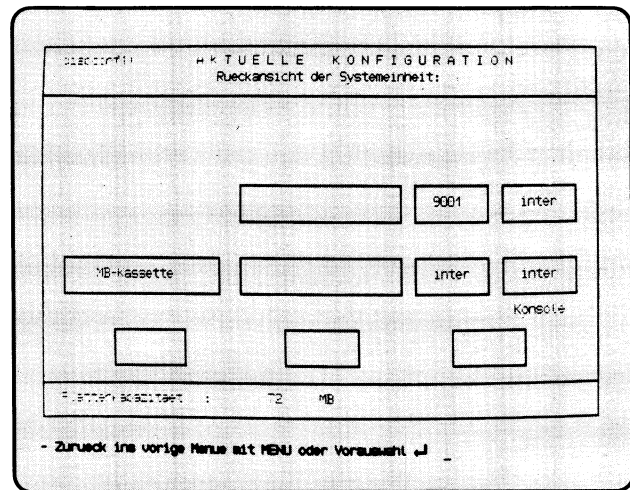 AKTUELLE KONFIGURATION
Rueckansicht der Systemeinheit:
9001 inter
MB-kassette inter inter
Konsole
: 72 MB
Zurueck ins vorige Menue mit MENU oder Vorauswahl ↵